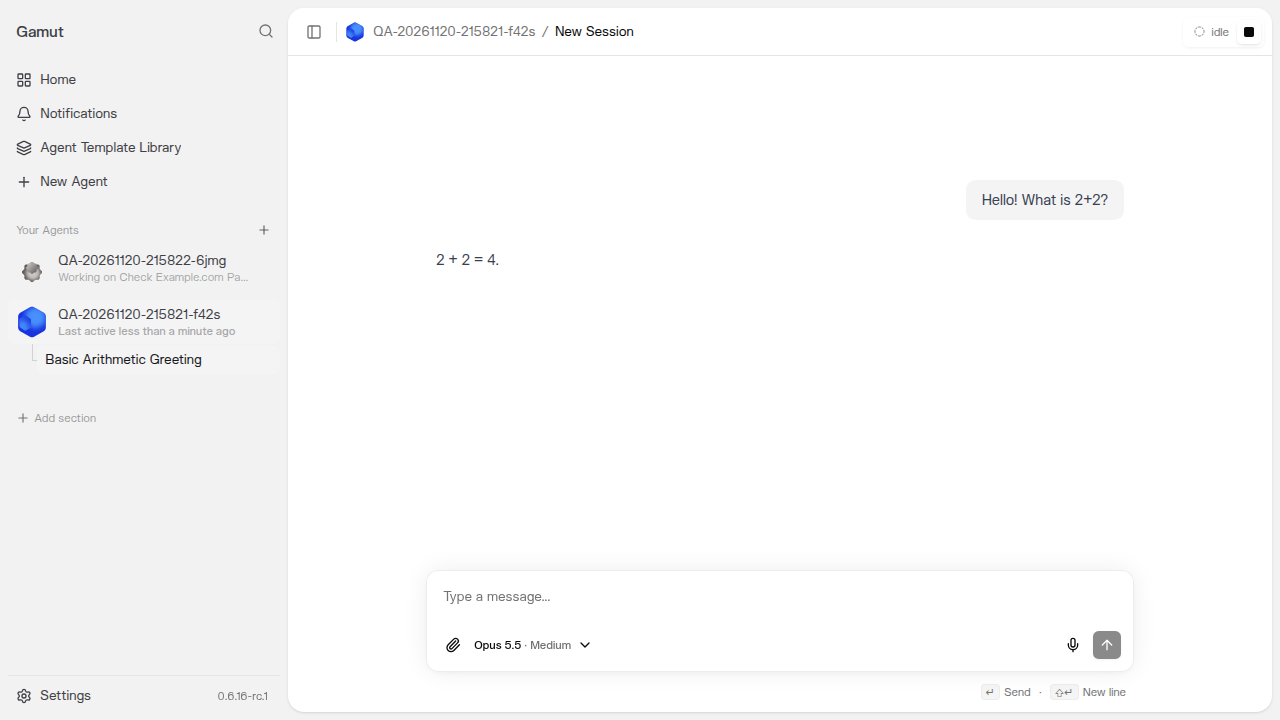 Gamut
Home
Notifications
Agent Template Library
New Agent
Your Agents
QA-20261120-215822-6jmg
Working on Check Example.com Pa...
QA-20261120-215821-f42s
Last active less than a minute ago
Basic Arithmetic Greeting
Add section
Settings
0.6.16-rc.1
QA-20261120-215821-f42s / New Session
idle
Hello! What is 2+2?
2 + 2 = 4.
Type a message...
Opus 5.5 · Medium
Send · New line